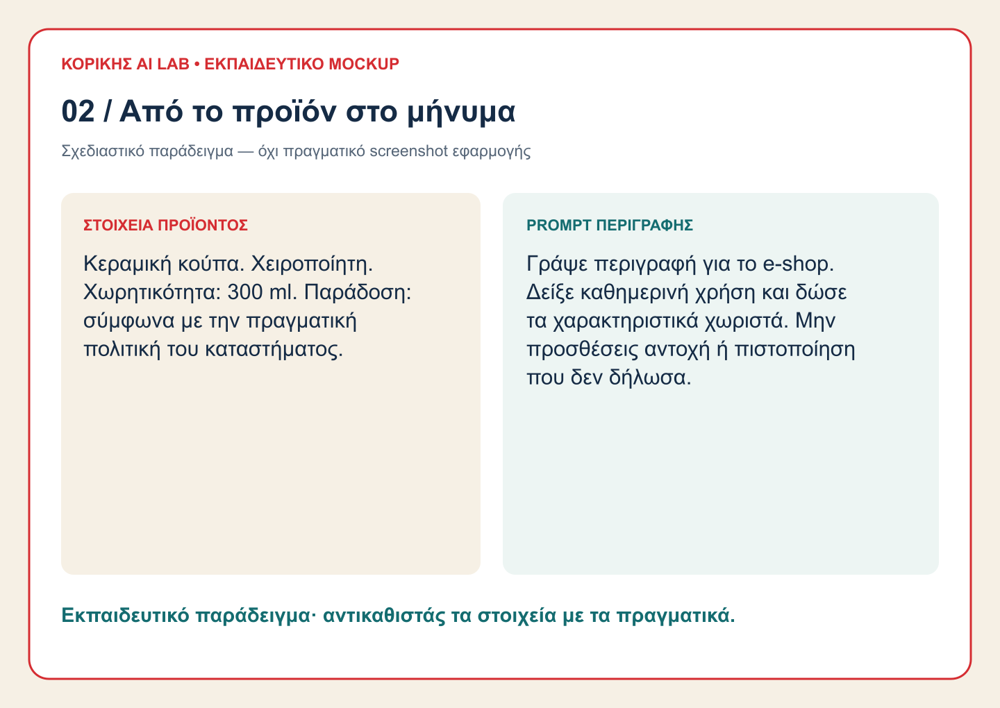 ΚΟΡΙΚΗΣ AI LAB • ΕΚΠΑΙΔΕΥΤΙΚΟ MOCKUP
02 / Από το προϊόν στο μήνυμα
Σχεδιαστικό παράδειγμα — όχι πραγματικό screenshot εφαρμογής
ΣΤΟΙΧΕΙΑ ΠΡΟΪΟΝΤΟΣ
Κεραμική κούπα. Χειροποίητη.
Χωρητικότητα: 300 ml. Παράδοση:
σύμφωνα με την πραγματική
πολιτική του καταστήματος.
PROMPT ΠΕΡΙΓΡΑΦΗΣ
Γράψε περιγραφή για το e-shop.
Δείξε καθημερινή χρήση και δώσε
τα χαρακτηριστικά χωριστά. Μην
προσθέσεις αντοχή ή πιστοποίηση
που δεν δήλωσα.
Εκπαιδευτικό παράδειγμα· αντικαθιστάς τα στοιχεία με τα πραγματικά.